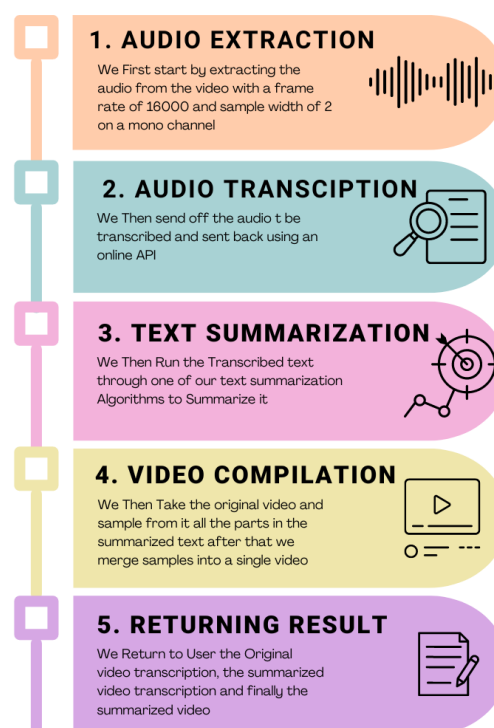 1. AUDIO EXTRACTION
We First start by extracting the
audio from the video with a frame
rate of 16000 and sample width of 2
on a mono channel
2. AUDIO TRANSCIPTION
We Then send off the audio t be
transcribed and sent back using an
online API
3. TEXT SUMMARIZATION
We Then Run the Transcribed text
through one of our text summarization
Algorithms to Summarize it
4. VIDEO COMPILATION
We Then Take the original video and
sample from it all the parts in the
summarized text after that we
merge samples into a single video
5. RETURNING RESULT
We Return to User the Original
video transcription, the summarized
video transcription and finally the
summarized video